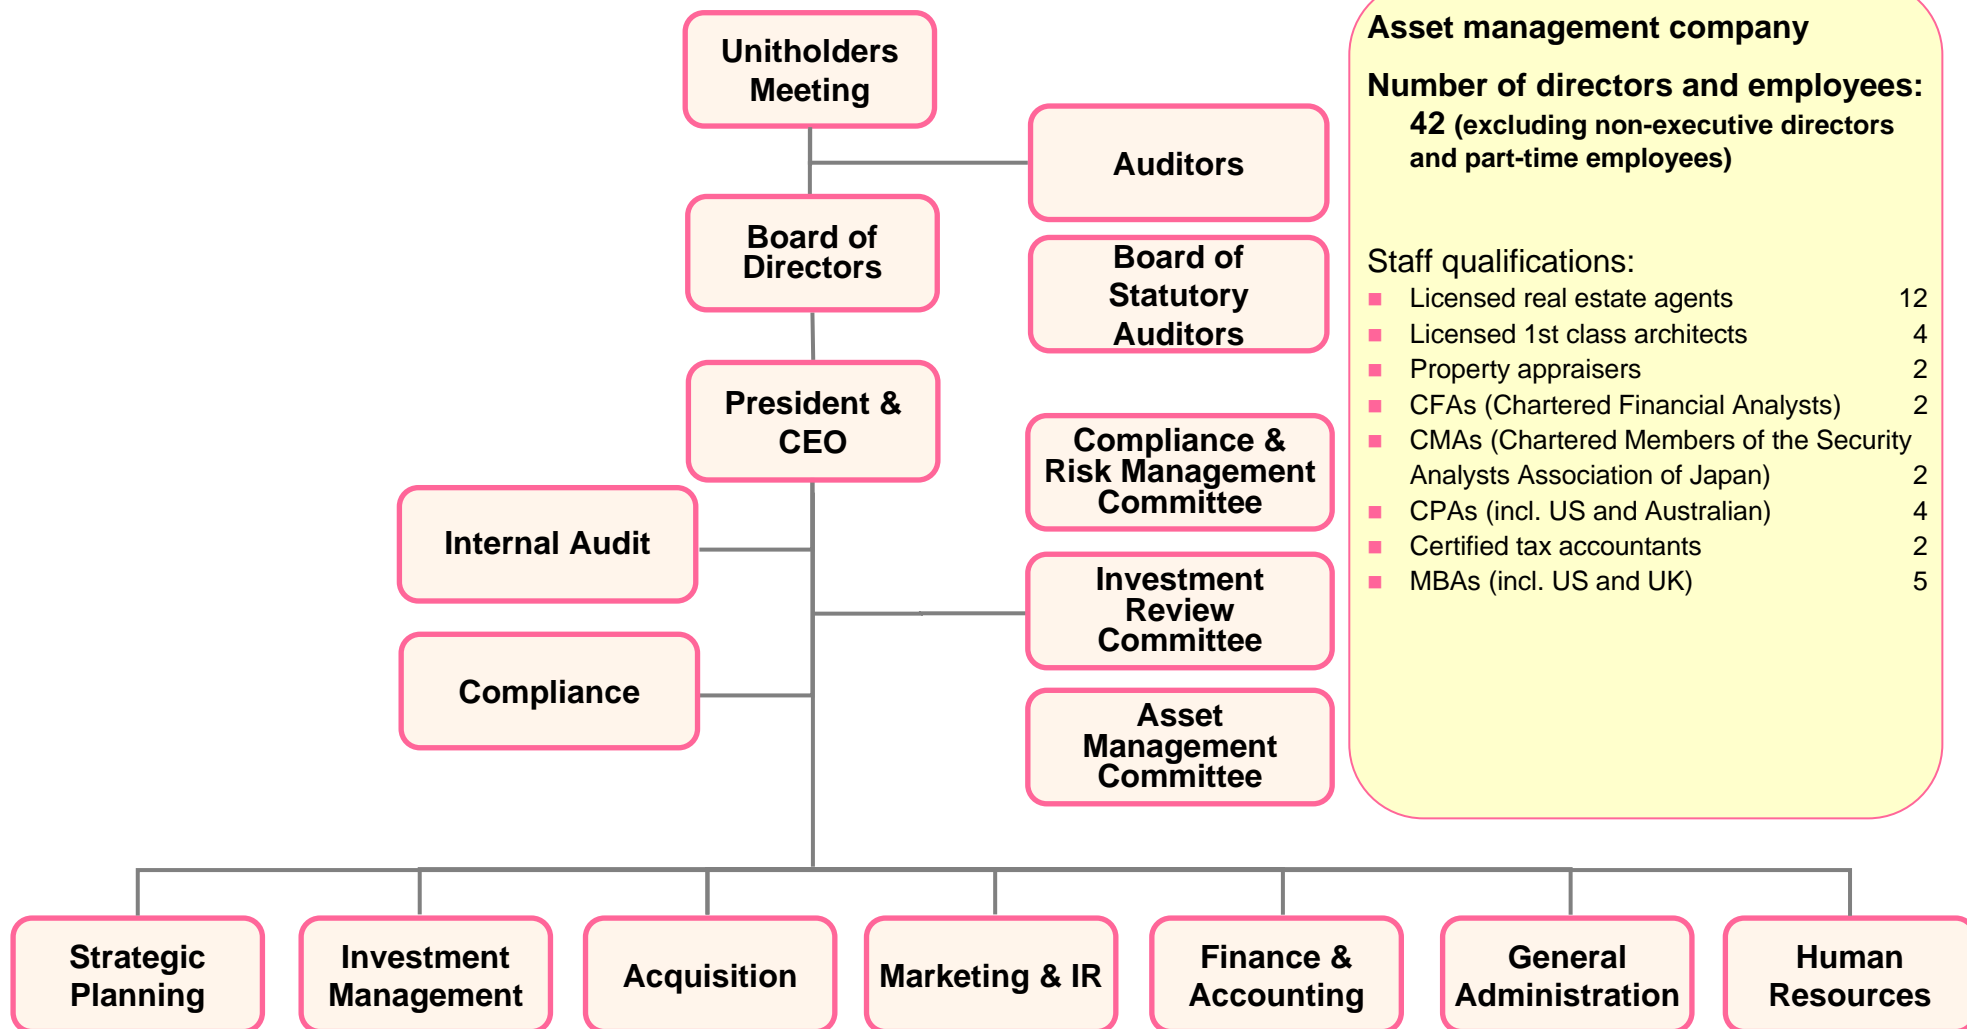 Unitholders
Meeting
Auditors
Board of
Directors
Board of
Statutory
Auditors
President &
CEO
Compliance &
Risk Management
Committee
Internal Audit
Investment
Review
Committee
Compliance
Asset
Management
Committee
Strategic
Planning
Investment
Management
Acquisition
Marketing & IR
Finance &
Accounting
General
Administration
Human
Resources
Asset management company
Number of directors and employees:
42 (excluding non-executive directors
and part-time employees)
Staff qualifications:
Licensed real estate agents 12
Licensed 1st class architects 4
Property appraisers 2
CFAs (Chartered Financial Analysts) 2
CMAs (Chartered Members of the Security
Analysts Association of Japan) 2
CPAs (incl. US and Australian) 4
Certified tax accountants 2
MBAs (incl. US and UK) 5